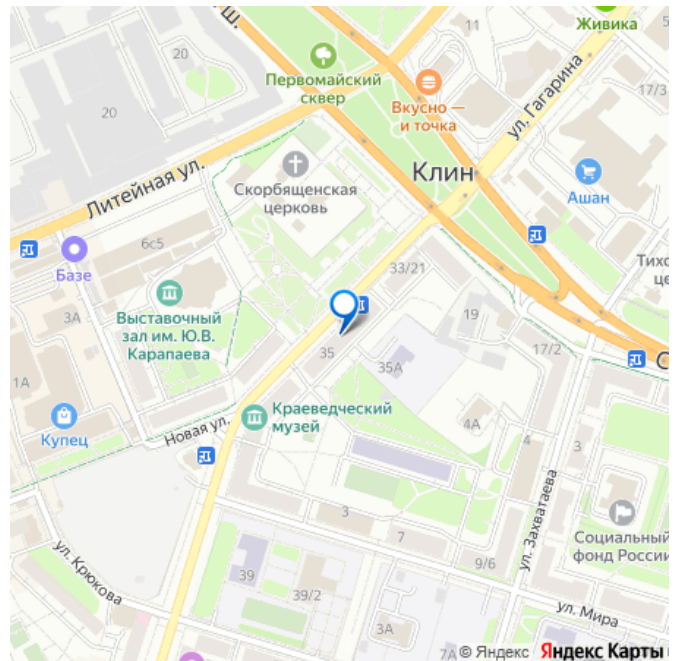 Ш.
11
Живика
5
20
20
Первомайский
сквер
Вкусно —
и точка
ул. Гагарина
17/3
Литейная ул.
Скорбященская
церковь
Клин
Ашан
6с5
Базе
33/21
Тихо
це
3А
Выставочный
зал им. Ю.В.
Карапаева
19
35
35А
17/2
С
1А
Купец
Новая ул.
Краеведческий
музей
4А
4
3
ул. Захватаева
3
7
Социальный
фонд России
9/6
ул. Крюкова
39
39/2
ул. Мира
3А
7А
© Яндекс Яндекс Карты